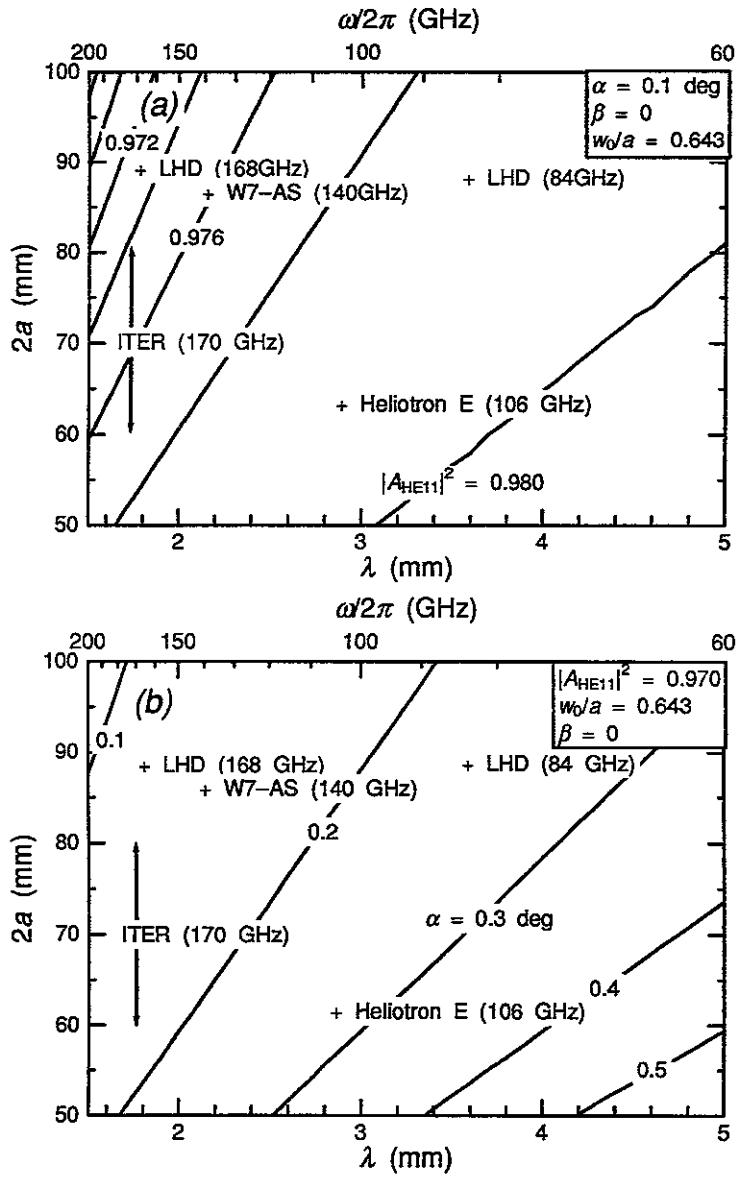 ω/2π (GHz)
200 150 100 60
100
90
80
70
60
50
2a (mm)
(a)
α = 0.1 deg
β = 0
w₀/a = 0.643
0.972
+ LHD (168GHz)
+ W7-AS (140GHz)
+ LHD (84GHz)
0.976
ITER (170 GHz)
+ Heliotron E (106 GHz)
|A_HE11|² = 0.980
2 3 4 5
λ (mm)
ω/2π (GHz)
200 150 100 60
100
90
80
70
60
50
2a (mm)
(b)
|A_HE11|² = 0.970
w₀/a = 0.643
β = 0
0.1
+ LHD (168 GHz)
+ W7-AS (140 GHz)
+ LHD (84 GHz)
0.2
ITER (170 GHz)
α = 0.3 deg
0.4
+ Heliotron E (106 GHz)
0.5
2 3 4 5
λ (mm)